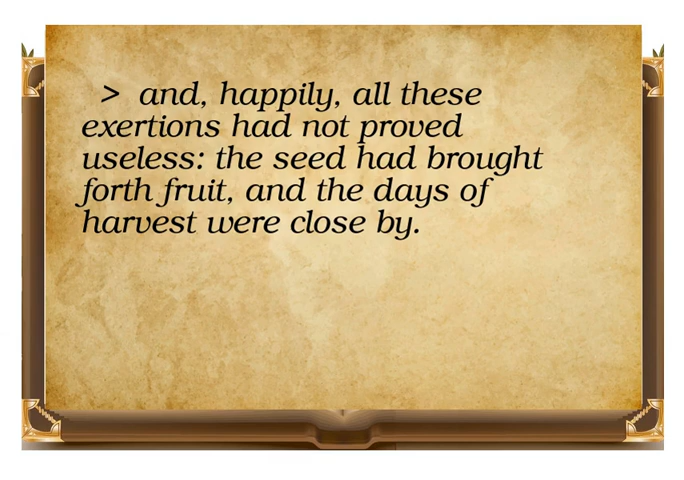 > and, happily, all these
exertions had not proved
useless: the seed had brought
forth fruit, and the days of
harvest were close by.